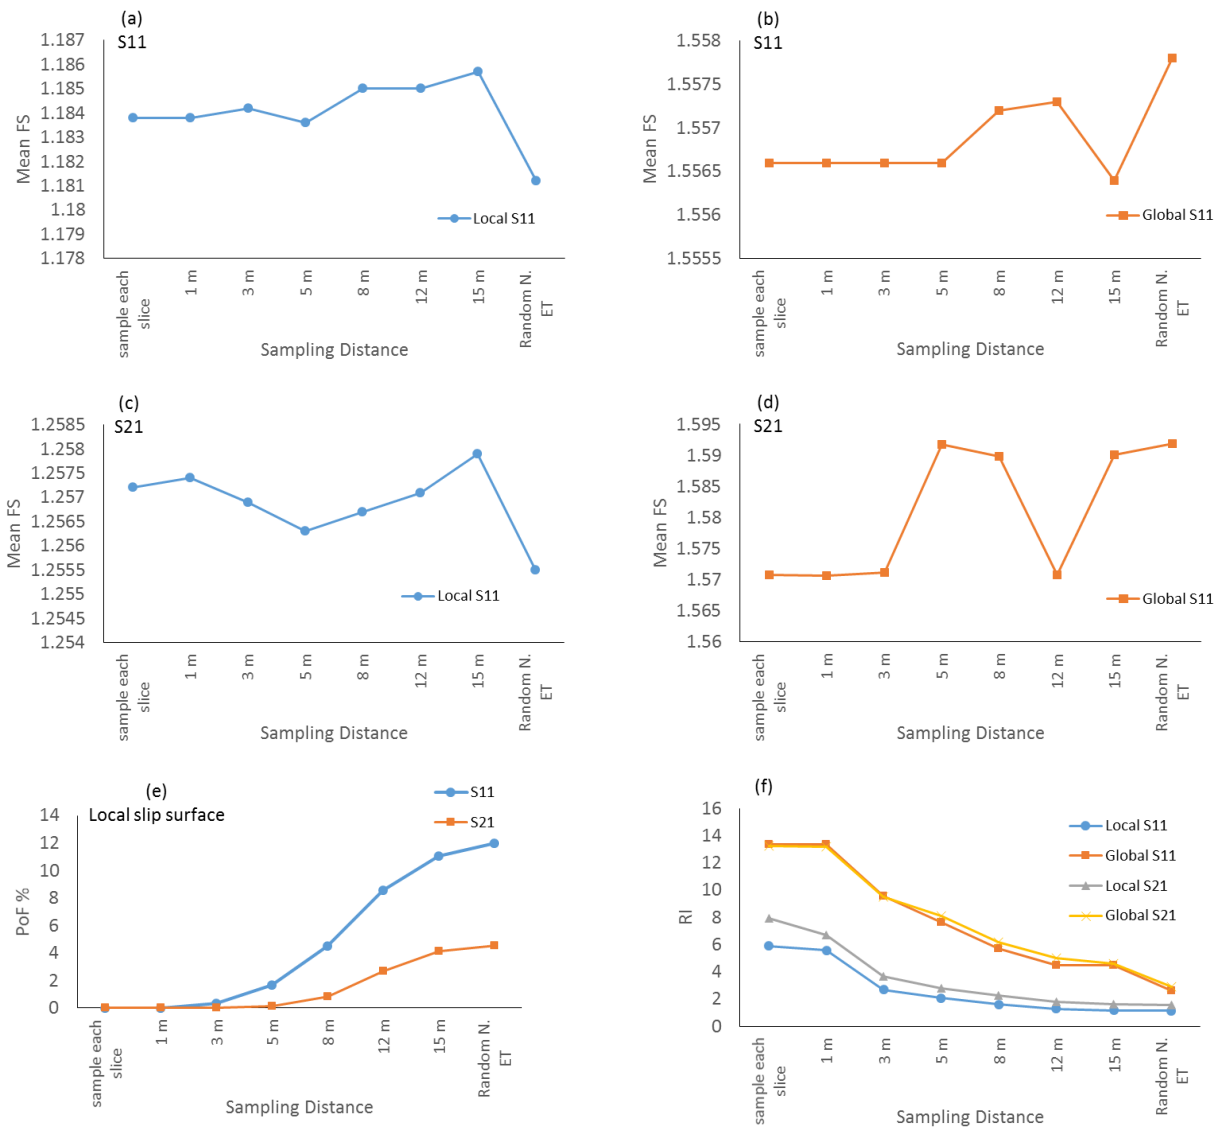 (a)
S11
1.187
1.186
1.185
1.184
1.183
1.182
1.181
1.18
1.179
1.178
Mean FS
Local S11
sample each slice
1 m
3 m
5 m
8 m
12 m
15 m
Random N. ET
Sampling Distance
(b)
S11
1.558
1.5575
1.557
1.5565
1.556
1.5555
Mean FS
Global S11
sample each slice
1 m
3 m
5 m
8 m
12 m
15 m
Random N. ET
Sampling Distance
(c)
S21
1.2585
1.258
1.2575
1.257
1.2565
1.256
1.2555
1.255
1.2545
1.254
Mean FS
Local S11
sample each slice
1 m
3 m
5 m
8 m
12 m
15 m
Random N. ET
Sampling Distance
(d)
S21
1.595
1.59
1.585
1.58
1.575
1.57
1.565
1.56
Mean FS
Global S11
sample each slice
1 m
3 m
5 m
8 m
12 m
15 m
Random N. ET
Sampling Distance
(e)
Local slip surface
S11
S21
14
12
10
8
6
4
2
0
PoF %
sample each slice
1 m
3 m
5 m
8 m
12 m
15 m
Random N. ET
Sampling Distance
(f)
16
14
12
10
8
6
4
2
0
RI
Local S11
Global S11
Local S21
Global S21
sample each slice
1 m
3 m
5 m
8 m
12 m
15 m
Random N. ET
Sampling Distance